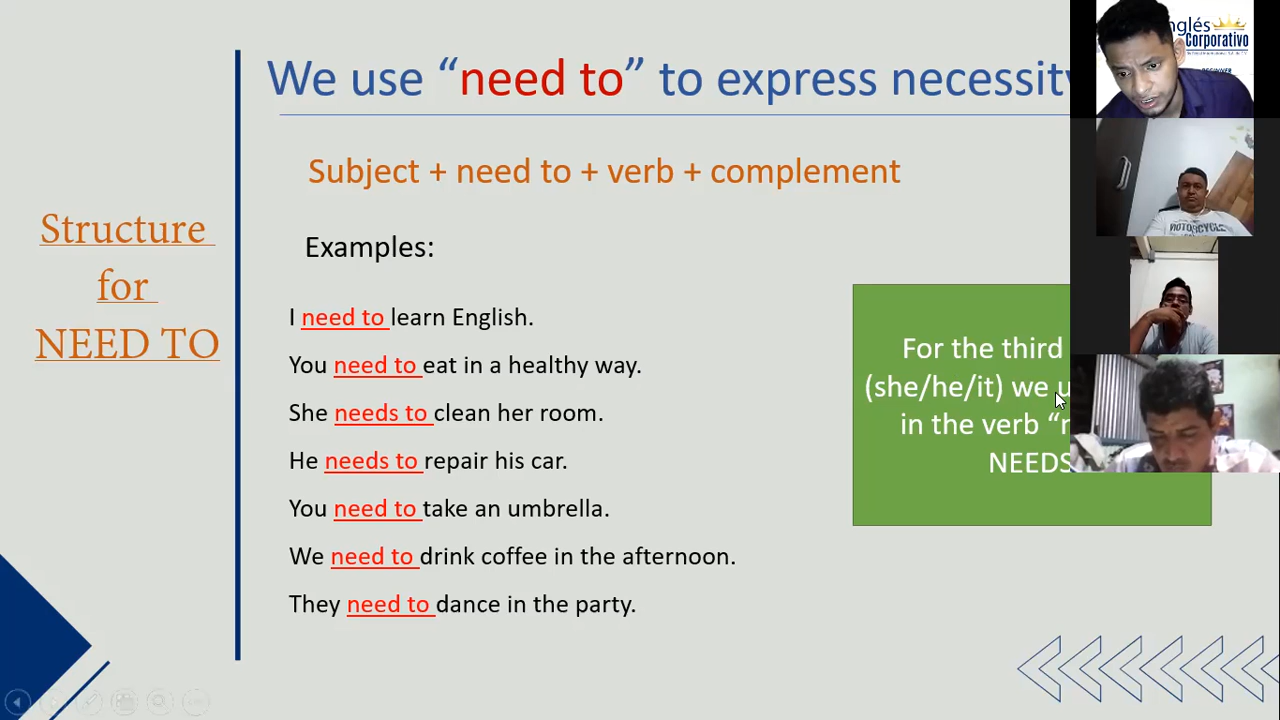 We use “need to” to express necessity
Subject + need to + verb + complement
Structure
for
NEED TO
Examples:
I need to learn English.
You need to eat in a healthy way.
She needs to clean her room.
He needs to repair his car.
You need to take an umbrella.
We need to drink coffee in the afternoon.
They need to dance in the party.
For the third
(she/he/it) we
in the verb “
NEEDS
Corporativo
MOTORCYCLE